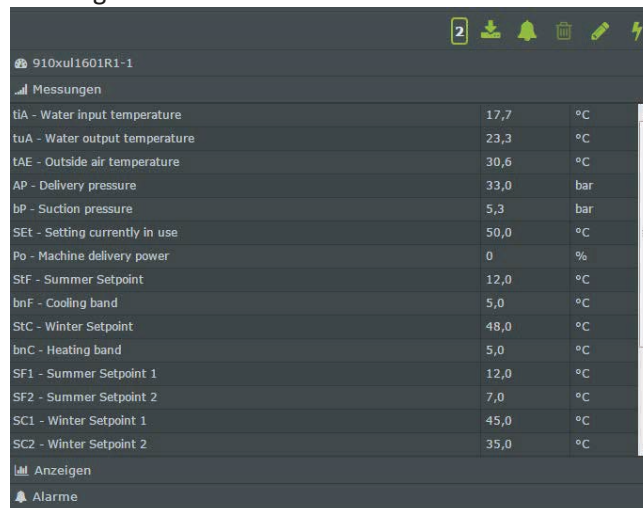 2
910xul1601R1-1
Messungen
tiA - Water input temperature 17,7 °C
tuA - Water output temperature 23,3 °C
tAE - Outside air temperature 30,6 °C
AP - Delivery pressure 33,0 bar
bP - Suction pressure 5,3 bar
SEt - Setting currently in use 50,0 °C
Po - Machine delivery power 0 %
StF - Summer Setpoint 12,0 °C
bnF - Cooling band 5,0 °C
StC - Winter Setpoint 48,0 °C
bnC - Heating band 5,0 °C
SF1 - Summer Setpoint 1 12,0 °C
SF2 - Summer Setpoint 2 7,0 °C
SC1 - Winter Setpoint 1 45,0 °C
SC2 - Winter Setpoint 2 35,0 °C
Anzeigen
Alarme